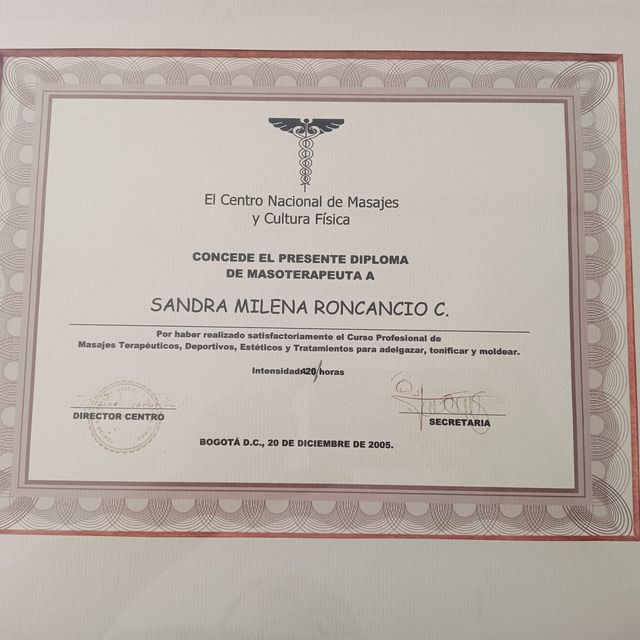 El Centro Nacional de Masajes
y Cultura Física
CONCEDE EL PRESENTE DIPLOMA
DE MASOTERAPEUTA A
SANDRA MILENA RONCANCIO C.
Por haber realizado satisfactoriamente el Curso Profesional de
Masajes Terapéuticos, Deportivos, Estéticos y Tratamientos para adelgazar, tonificar y moldear.
Intensidad 420 horas
DIRECTOR CENTRO
SECRETARIA
BOGOTÁ D.C., 20 DE DICIEMBRE DE 2005.